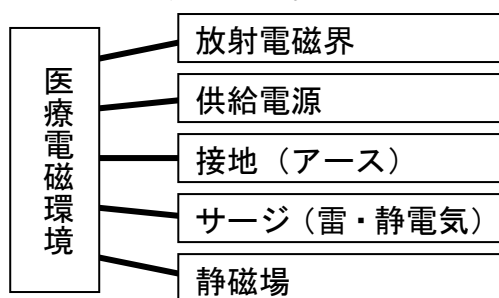 医療電磁環境
放射電磁界
供給電源
接地（アース）
サージ（雷・静電気）
静磁場